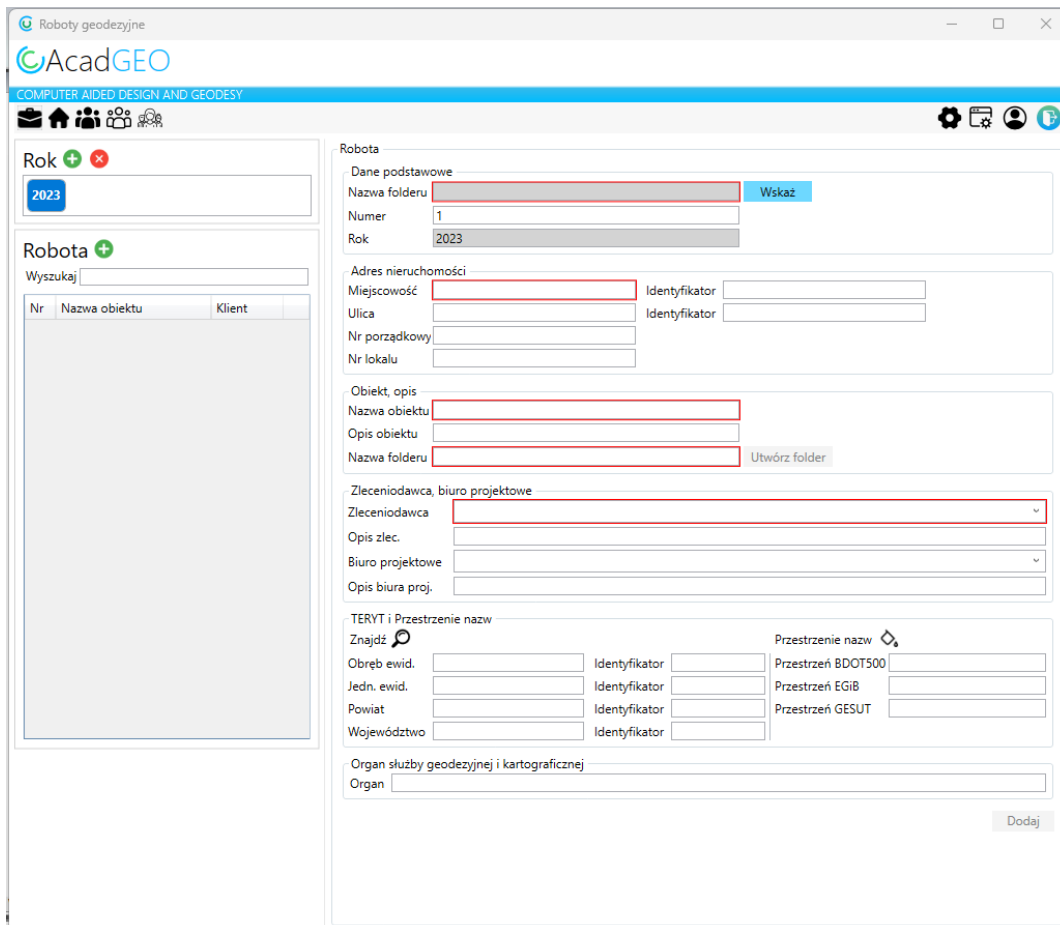 Roboty geodezyjne
AcadGEO
COMPUTER AIDED DESIGN AND GEODESY
Rok
2023
Robota
Wyszukaj
Nr Nazwa obiektu Klient
Robota
Dane podstawowe
Nazwa folderu Wskaż
Numer 1
Rok 2023
Adres nieruchomości
Miejscowość Identyfikator
Ulica Identyfikator
Nr porządkowy
Nr lokalu
Obiekt, opis
Nazwa obiektu
Opis obiektu
Nazwa folderu Utwórz folder
Zleceniodawca, biuro projektowe
Zleceniodawca
Opis zlec.
Biuro projektowe
Opis biura proj.
TERYT i Przestrzenie nazw
Znajdź Przestrzenie nazw
Obręb ewid. Identyfikator Przestrzeń BDOT500
Jedn. ewid. Identyfikator Przestrzeń EGiB
Powiat Identyfikator Przestrzeń GESUT
Województwo Identyfikator
Organ służby geodezyjnej i kartograficznej
Organ
Dodaj